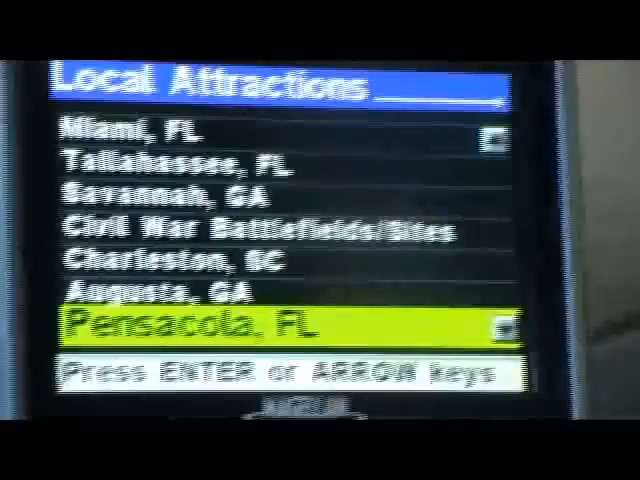 Local Attractions
Miami, FL
Tallahassee, FL
Savannah, GA
Civil War Battlefields/Sites
Charleston, SC
Augusta, GA
Pensacola, FL
Press ENTER or ARROW keys